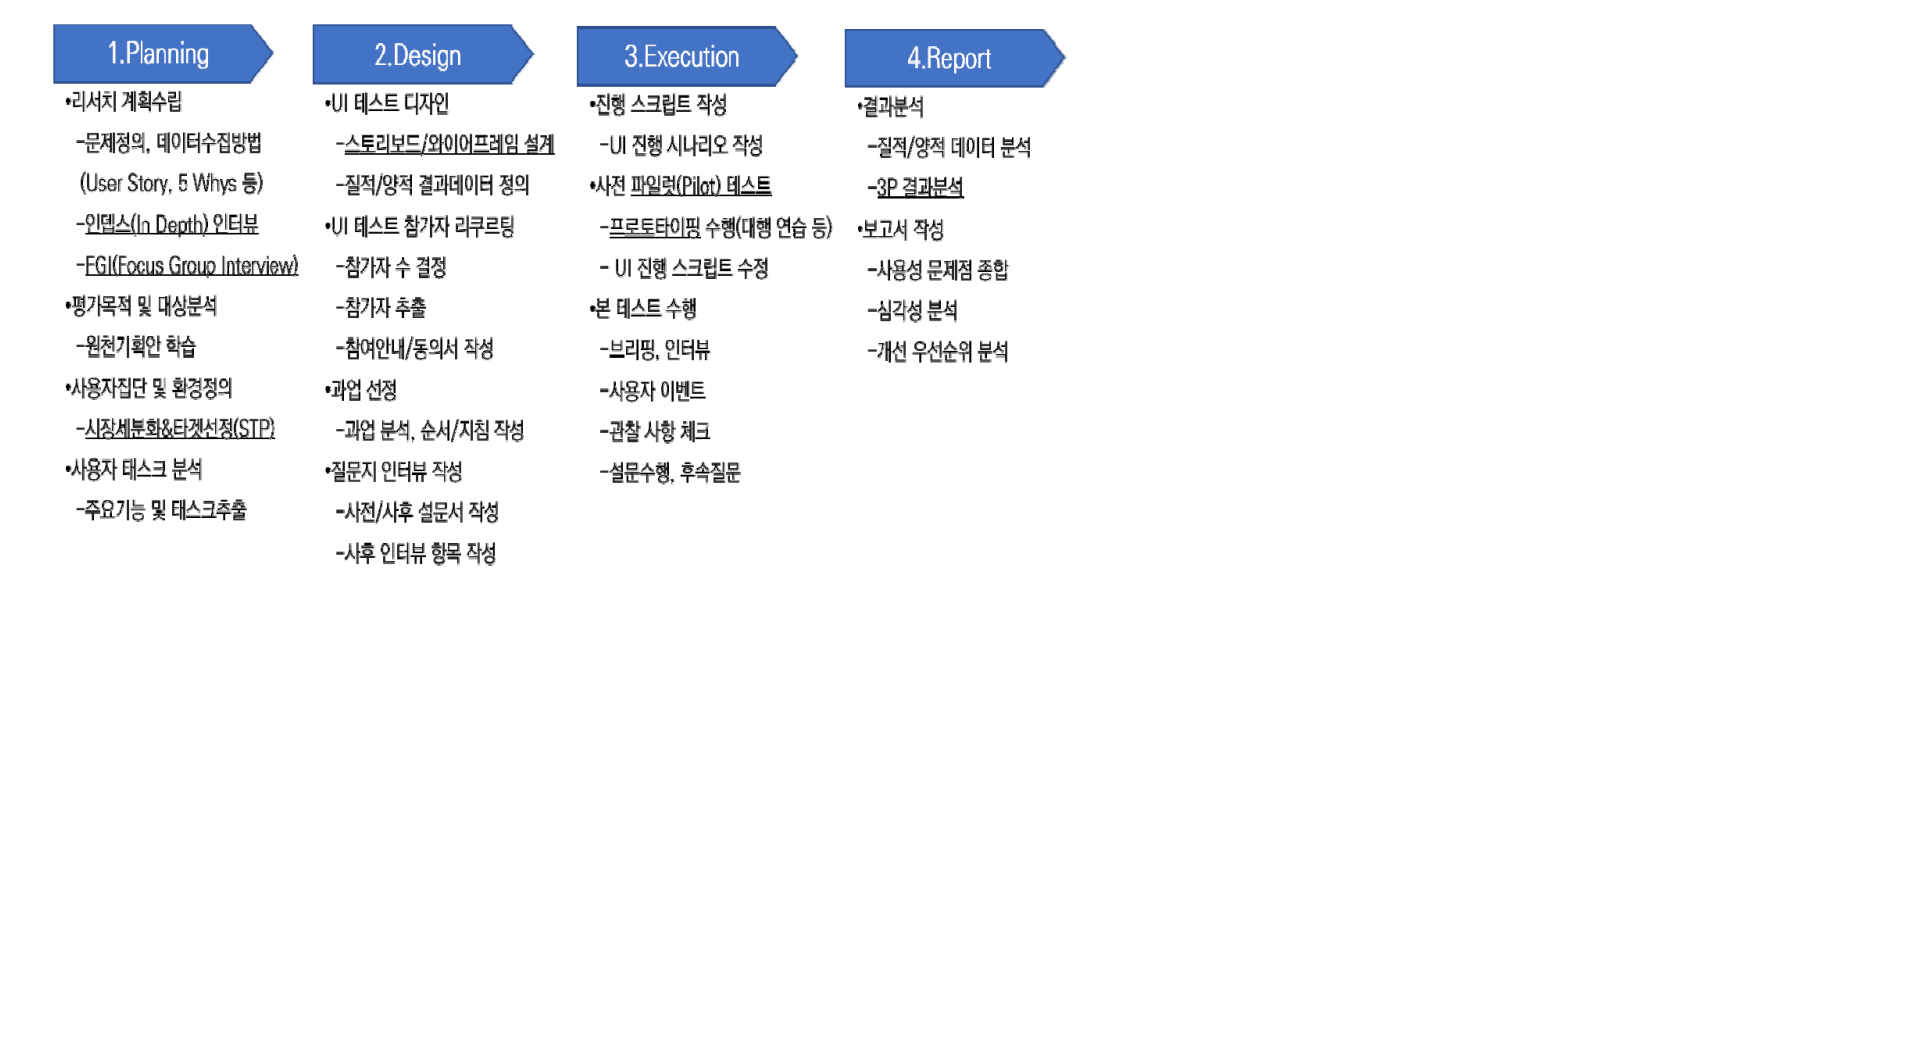 1.Planning
•리서치 계획수립
-문제정의, 데이터수집방법
(User Story, 5 Whys 등)
-인뎁스(In Depth) 인터뷰
-FGI(Focus Group Interview)
•평가목적 및 대상분석
-원천기획안 학습
•사용자집단 및 환경정의
-시장세분화&타겟선정(STP)
•사용자 태스크 분석
-주요기능 및 태스크추출
2.Design
•UI 테스트 디자인
-스토리보드/와이어프레임 설계
-질적/양적 결과데이터 정의
•UI 테스트 참가자 리쿠르팅
-참가자 수 결정
-참가자 추출
-참여안내/동의서 작성
•과업 선정
-과업 분석, 순서/지침 작성
•질문지 인터뷰 작성
-사전/사후 설문서 작성
-사후 인터뷰 항목 작성
3.Execution
•진행 스크립트 작성
-UI 진행 시나리오 작성
•사전 파일럿(Pilot) 테스트
-프로토타이핑 수행(대행 연습 등)
- UI 진행 스크립트 수정
•본 테스트 수행
-브리핑, 인터뷰
-사용자 이벤트
-관찰 사항 체크
-설문수행, 후속질문
4.Report
•결과분석
-질적/양적 데이터 분석
-3P 결과분석
•보고서 작성
-사용성 문제점 종합
-심각성 분석
-개선 우선순위 분석